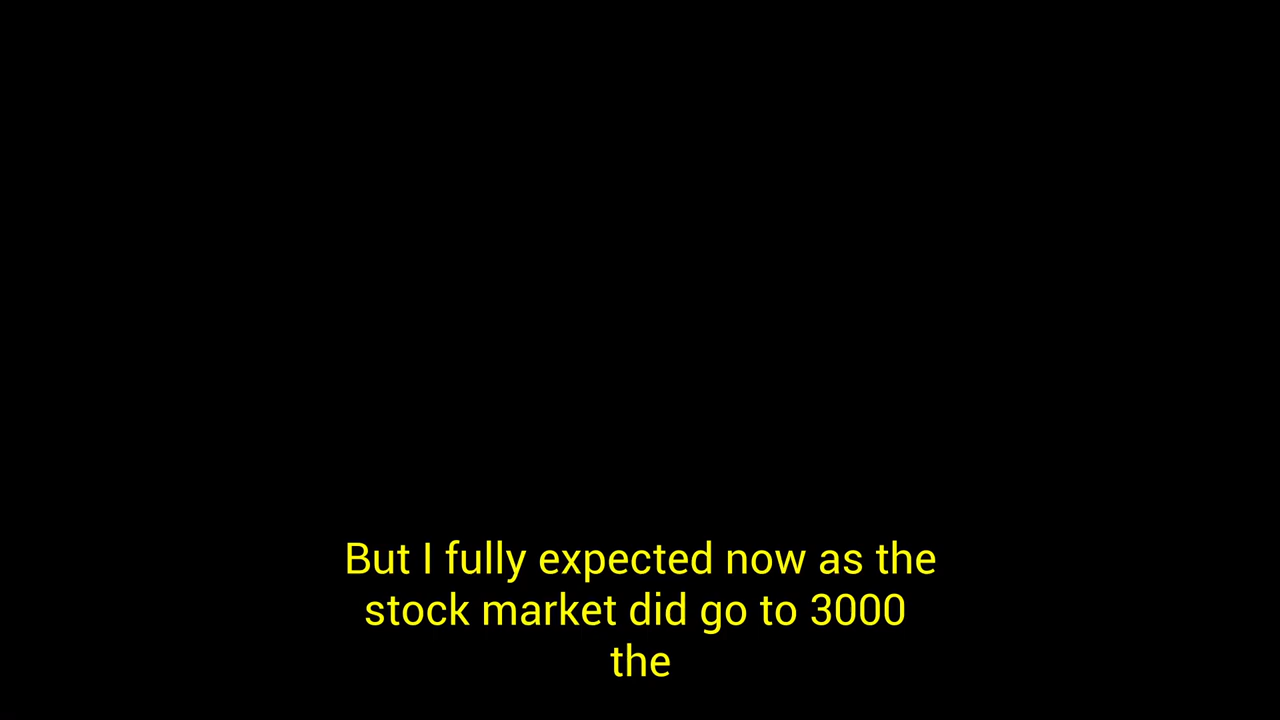 But I fully expected now as the
stock market did go to 3000
the